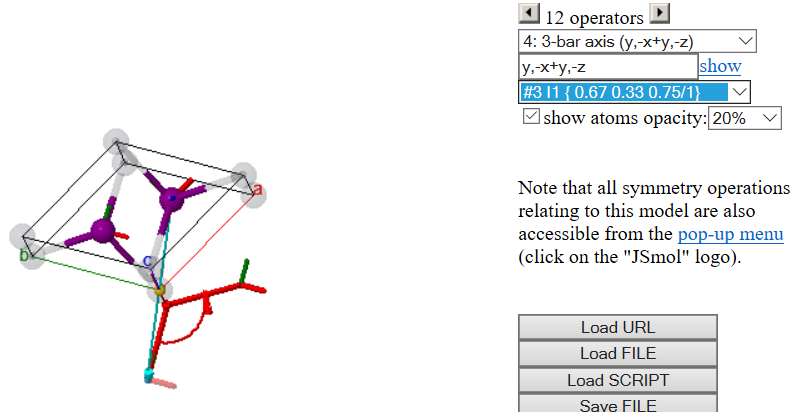 12 operators
4: 3-bar axis (y,-x+y,-z)
y,-x+y,-z show
#3 I1 { 0.67 0.33 0.75/1}
show atoms opacity: 20%
Note that all symmetry operations
relating to this model are also
accessible from the pop-up menu
(click on the "JSmol" logo).
a
b
c
Load URL
Load FILE
Load SCRIPT
Save FILE